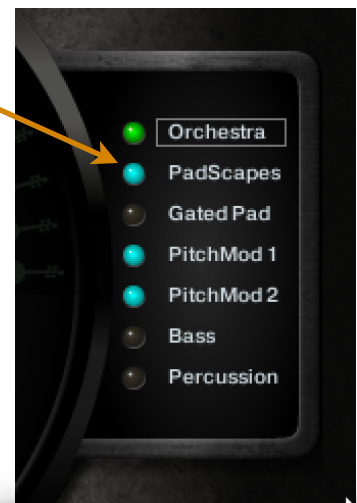 Orchestra
PadScapes
Gated Pad
PitchMod 1
PitchMod 2
Bass
Percussion